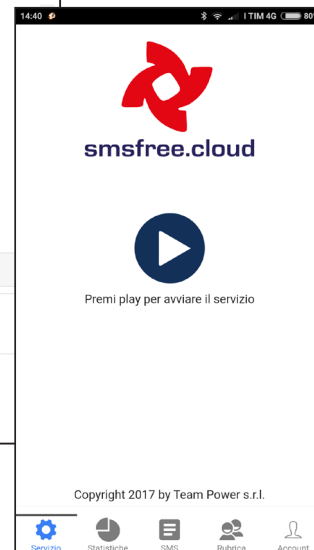 14:40 I TIM 4G 80%
smsfree.cloud
Premi play per avviare il servizio
Copyright 2017 by Team Power s.r.l.
Servizio Statistiche SMS Rubrica Account